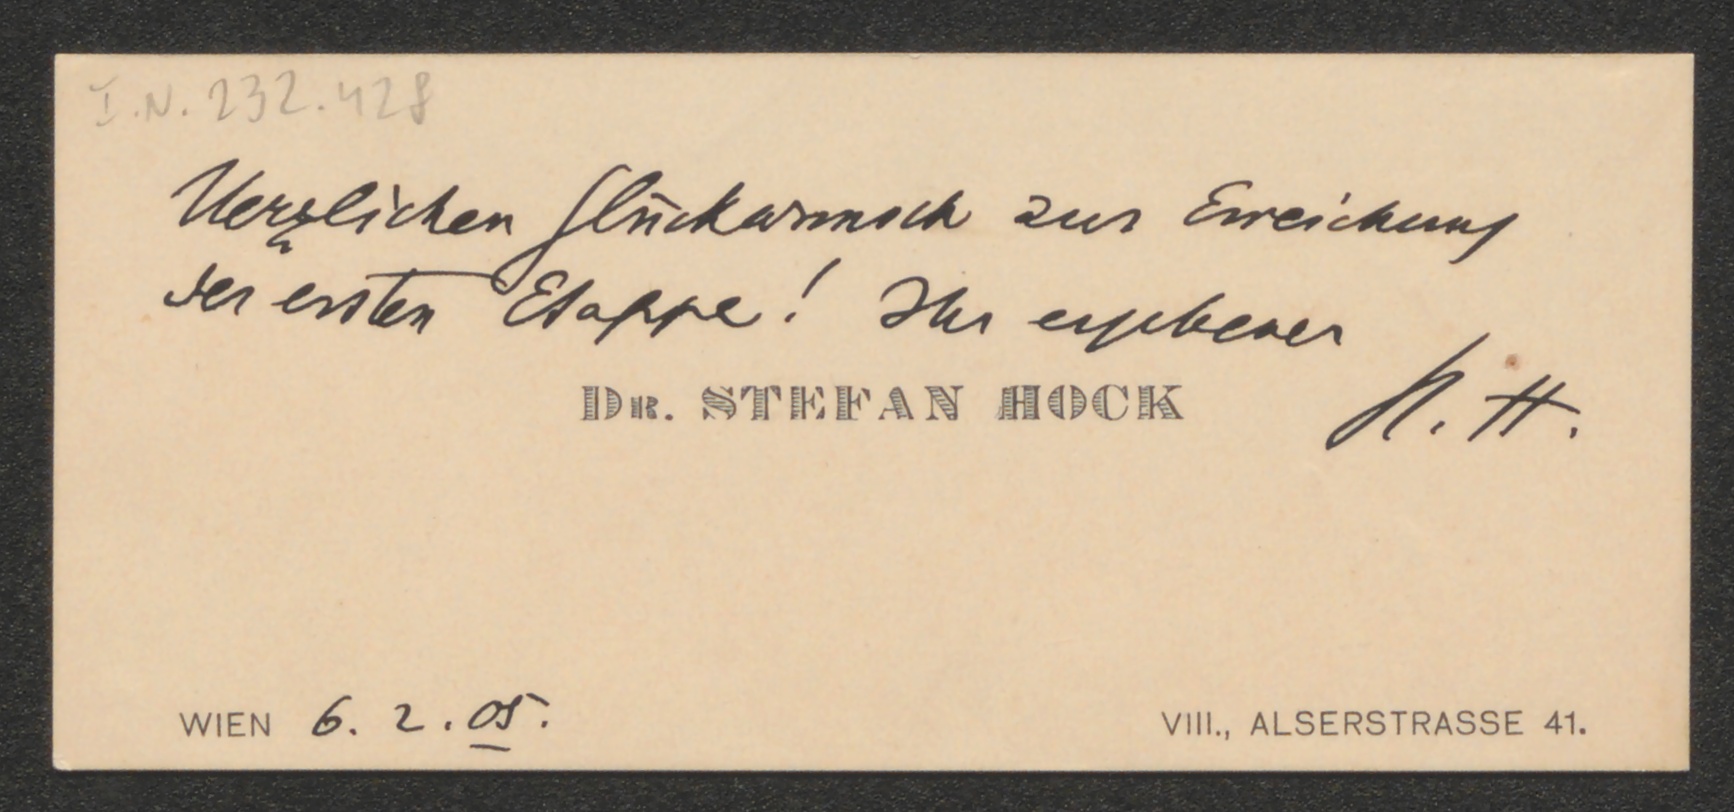 I.N. 232.428
Herzlichen Glückwunsch zur Erreichung
der ersten Etappe! Ihr ergebener
DR. STEFAN HOCK
St. H.
WIEN 6. 2. 05.
VIII., ALSERSTRASSE 41.